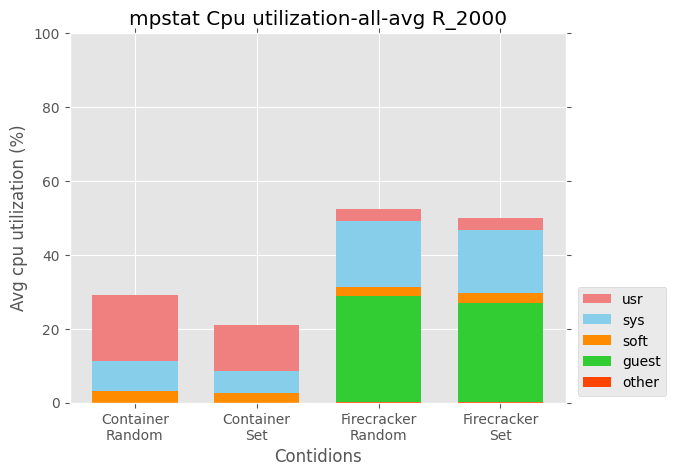 mpstat Cpu utilization-all-avg R_2000
100
80
60
40
20
0
Avg cpu utilization (%)
Container
Random
Container
Set
Firecracker
Random
Firecracker
Set
Contidions
usr
sys
soft
guest
other